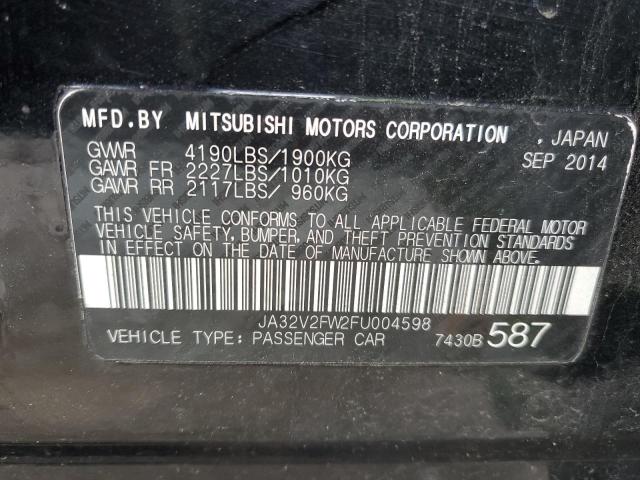 MFD.BY MITSUBISHI MOTORS CORPORATION , JAPAN
GVWR 4190LBS/1900KG SEP 2014
GAWR FR 2227LBS/1010KG
GAWR RR 2117LBS/ 960KG
THIS VEHICLE CONFORMS TO ALL APPLICABLE FEDERAL MOTOR
VEHICLE SAFETY, BUMPER, AND THEFT PREVENTION STANDARDS
IN EFFECT ON THE DATE OF MANUFACTURE SHOWN ABOVE.
JA32V2FW2FU004598
VEHICLE TYPE: PASSENGER CAR 7430B 587